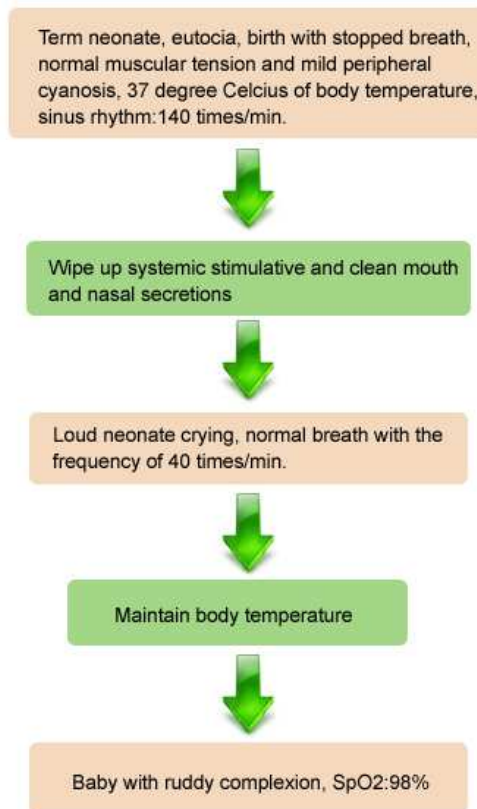 Term neonate, eutocia, birth with stopped breath,
normal muscular tension and mild peripheral
cyanosis, 37 degree Celcius of body temperature,
sinus rhythm:140 times/min.
Wipe up systemic stimulative and clean mouth
and nasal secretions
Loud neonate crying, normal breath with the
frequency of 40 times/min.
Maintain body temperature
Baby with ruddy complexion, SpO2:98%